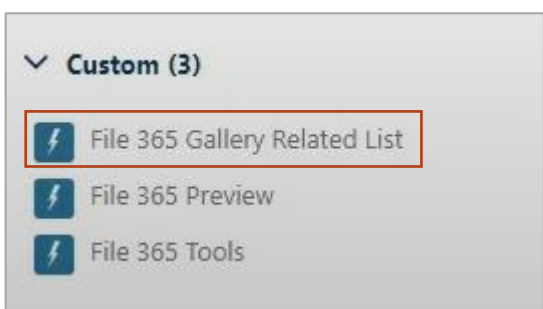 Custom (3)
File 365 Gallery Related List
File 365 Preview
File 365 Tools